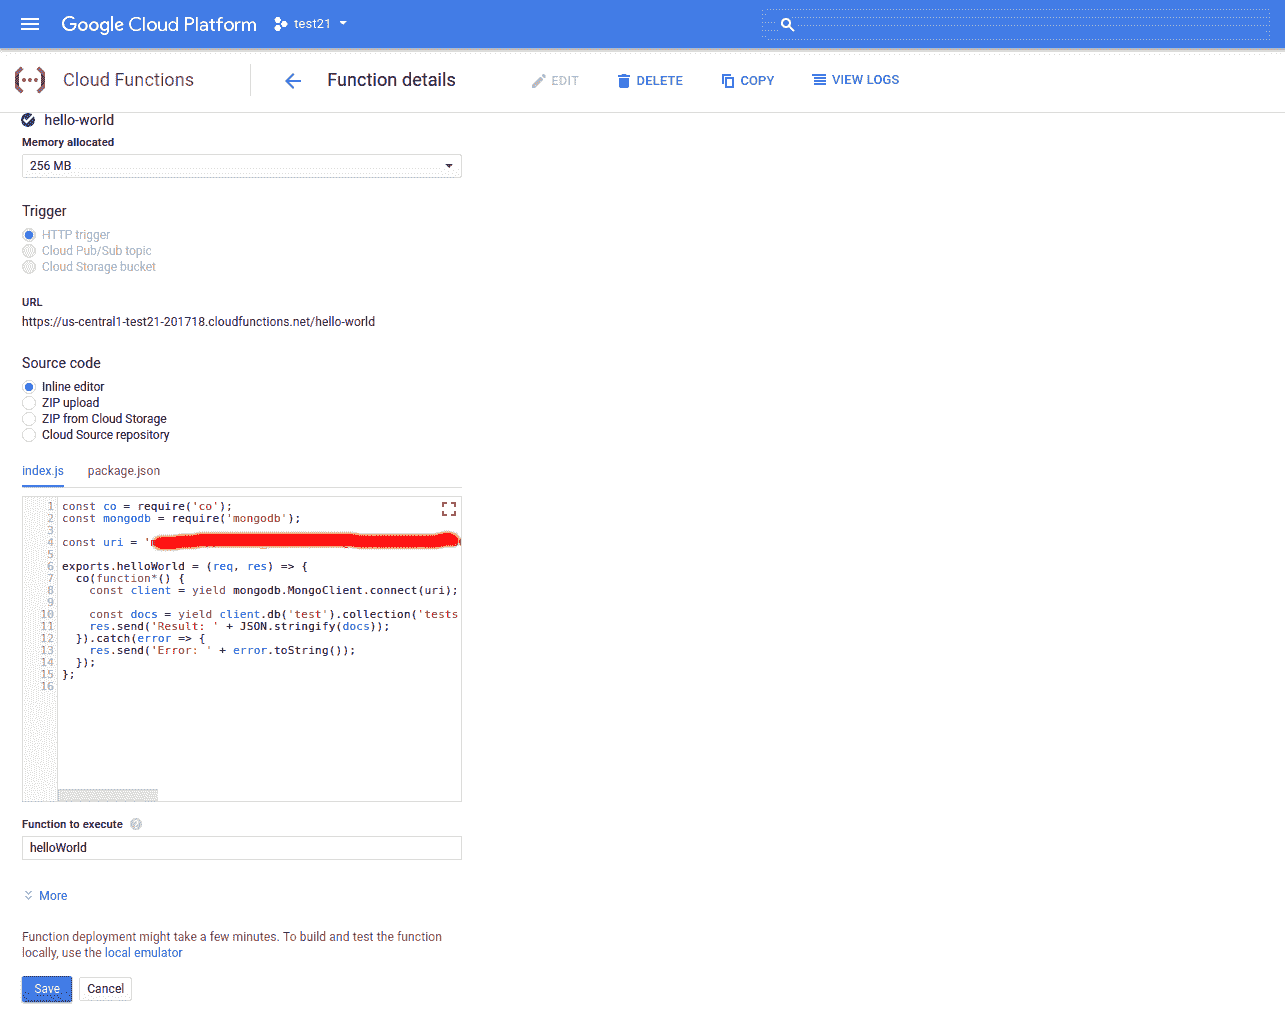 Google Cloud Platform test21
Cloud Functions Function details EDIT DELETE COPY VIEW LOGS
hello-world
Memory allocated
256 MB
Trigger
HTTP trigger
Cloud Pub/Sub topic
Cloud Storage bucket
URL
https://us-central1-test21-201718.cloudfunctions.net/hello-world
Source code
Inline editor
ZIP upload
ZIP from Cloud Storage
Cloud Source repository
index.js package.json
1 const co = require('co');
2 const mongodb = require('mongodb');
3
4 const uri = '
5
6 exports.helloWorld = (req, res) => {
7 co(function*() {
8 const client = yield mongodb.MongoClient.connect(uri);
9
10 const docs = yield client.db('test').collection('tests
11 res.send('Result: ' + JSON.stringify(docs));
12 }).catch(error => {
13 res.send('Error: ' + error.toString());
14 });
15 };
16
Function to execute
helloWorld
More
Function deployment might take a few minutes. To build and test the function
locally, use the local emulator
Save Cancel